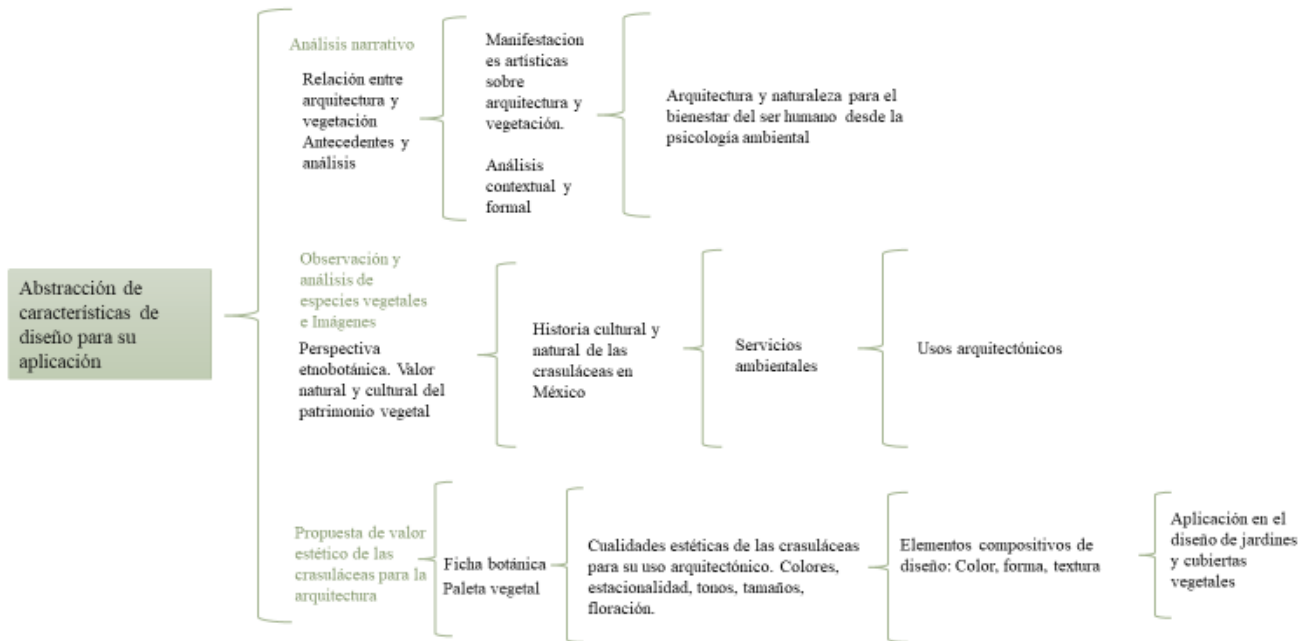 Abstracción de
características de
diseño para su
aplicación
Análisis narrativo
Relación entre
arquitectura y
vegetación
Antecedentes y
análisis
Manifestacion
es artísticas
sobre
arquitectura y
vegetación.
Análisis
contextual y
formal
Arquitectura y naturaleza para el
bienestar del ser humano desde la
psicología ambiental
Observación y
análisis de
especies vegetales
e Imágenes
Perspectiva
etnobotánica. Valor
natural y cultural del
patrimonio vegetal
Historia cultural y
natural de las
crasuláceas en
México
Servicios
ambientales
Usos arquitectónicos
Propuesta de valor
estético de las
crasuláceas para la
arquitectura
Ficha botánica
Paleta vegetal
Cualidades estéticas de las crasuláceas
para su uso arquitectónico. Colores,
estacionalidad, tonos, tamaños,
floración.
Elementos compositivos de
diseño: Color, forma, textura
Aplicación en el
diseño de jardines
y cubiertas
vegetales